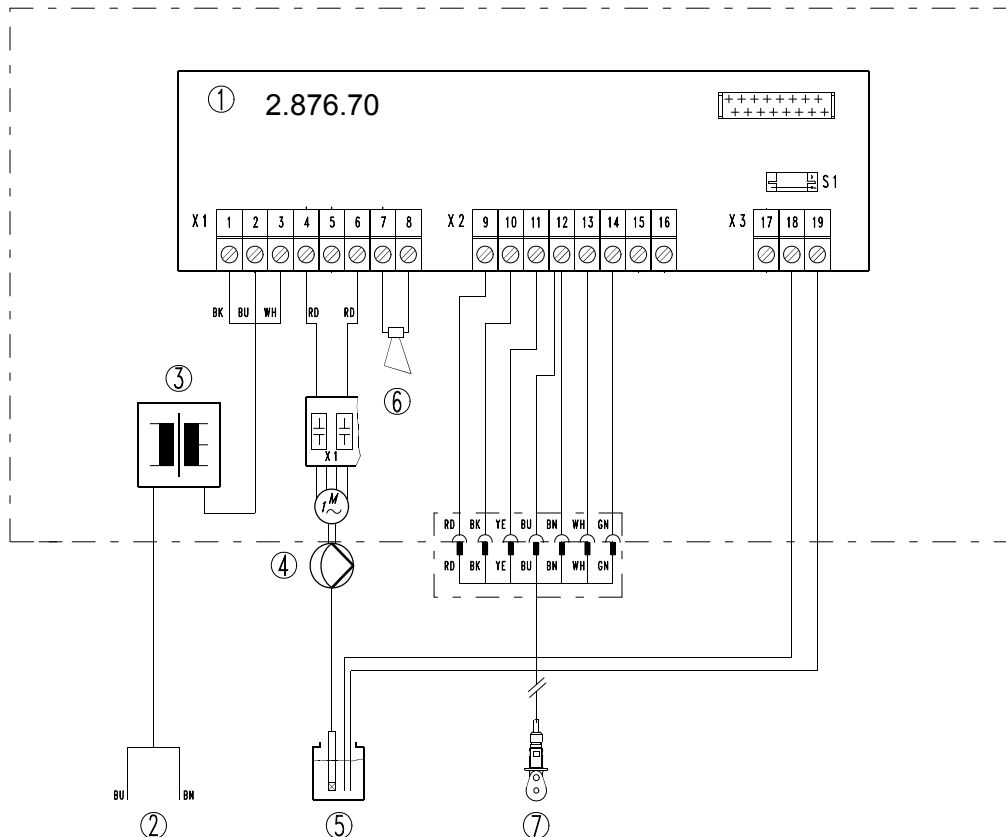 ① 2.876.70
S1
X1 1 2 3 4 5 6 7 8 X2 9 10 11 12 13 14 15 16 X3 17 18 19
BK BU WH RD RD
③
⑥
X1
M
1~
RD BK YE BU BN WH GN
④
RD BK YE BU BN WH GN
BU BN
② ⑤ ⑦